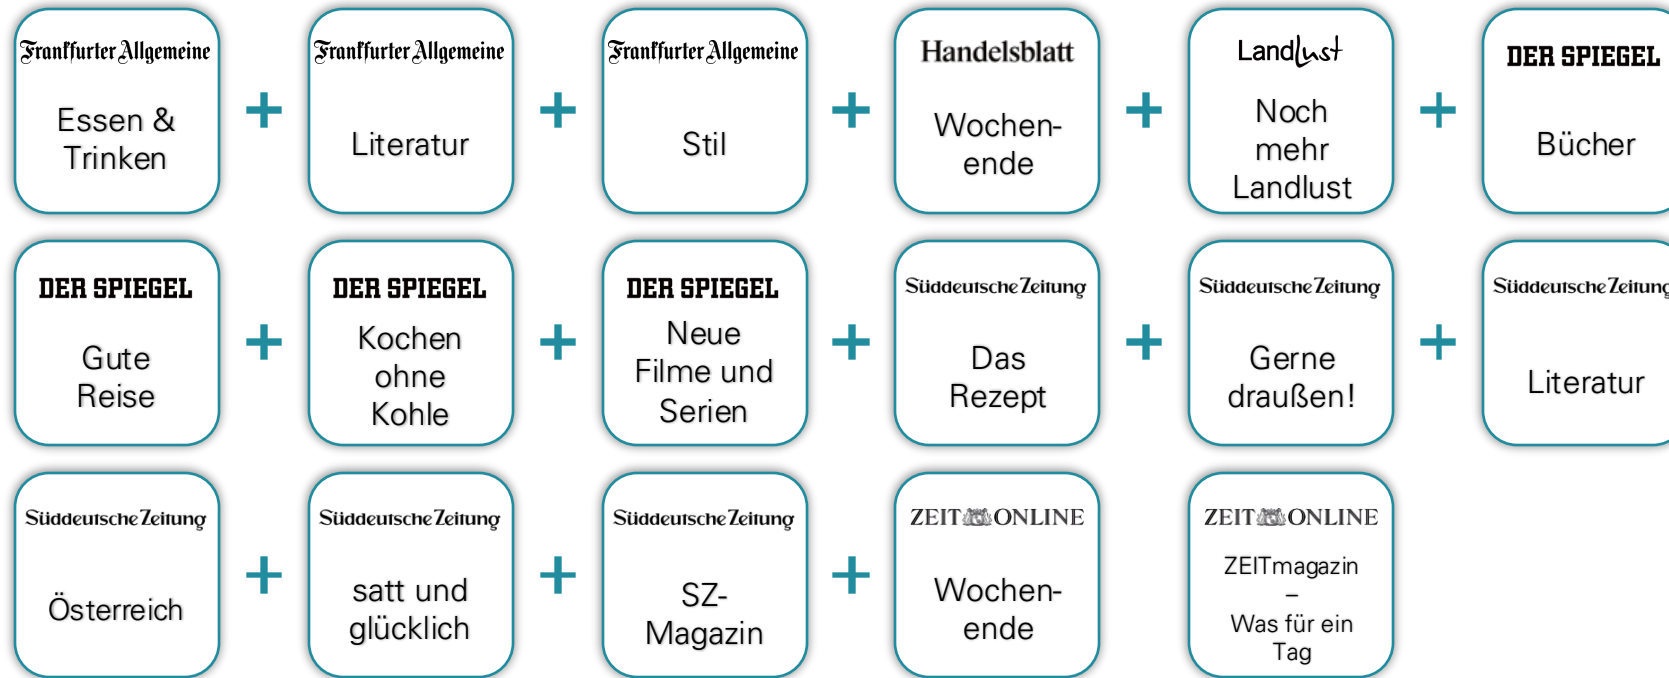 Frankfurter Allgemeine
Essen &
Trinken
+
Frankfurter Allgemeine
Literatur
+
Frankfurter Allgemeine
Stil
+
Handelsblatt
Wochen-
ende
+
Landlust
Noch
mehr
Landlust
+
DER SPIEGEL
Bücher
DER SPIEGEL
Gute
Reise
+
DER SPIEGEL
Kochen
ohne
Kohle
+
DER SPIEGEL
Neue
Filme und
Serien
+
Süddeutsche Zeitung
Das
Rezept
+
Süddeutsche Zeitung
Gerne
draußen!
+
Süddeutsche Zeitung
Literatur
Süddeutsche Zeitung
Österreich
+
Süddeutsche Zeitung
satt und
glücklich
+
Süddeutsche Zeitung
SZ-
Magazin
+
ZEIT ONLINE
Wochen-
ende
ZEIT ONLINE
ZEITmagazin
–
Was für ein
Tag